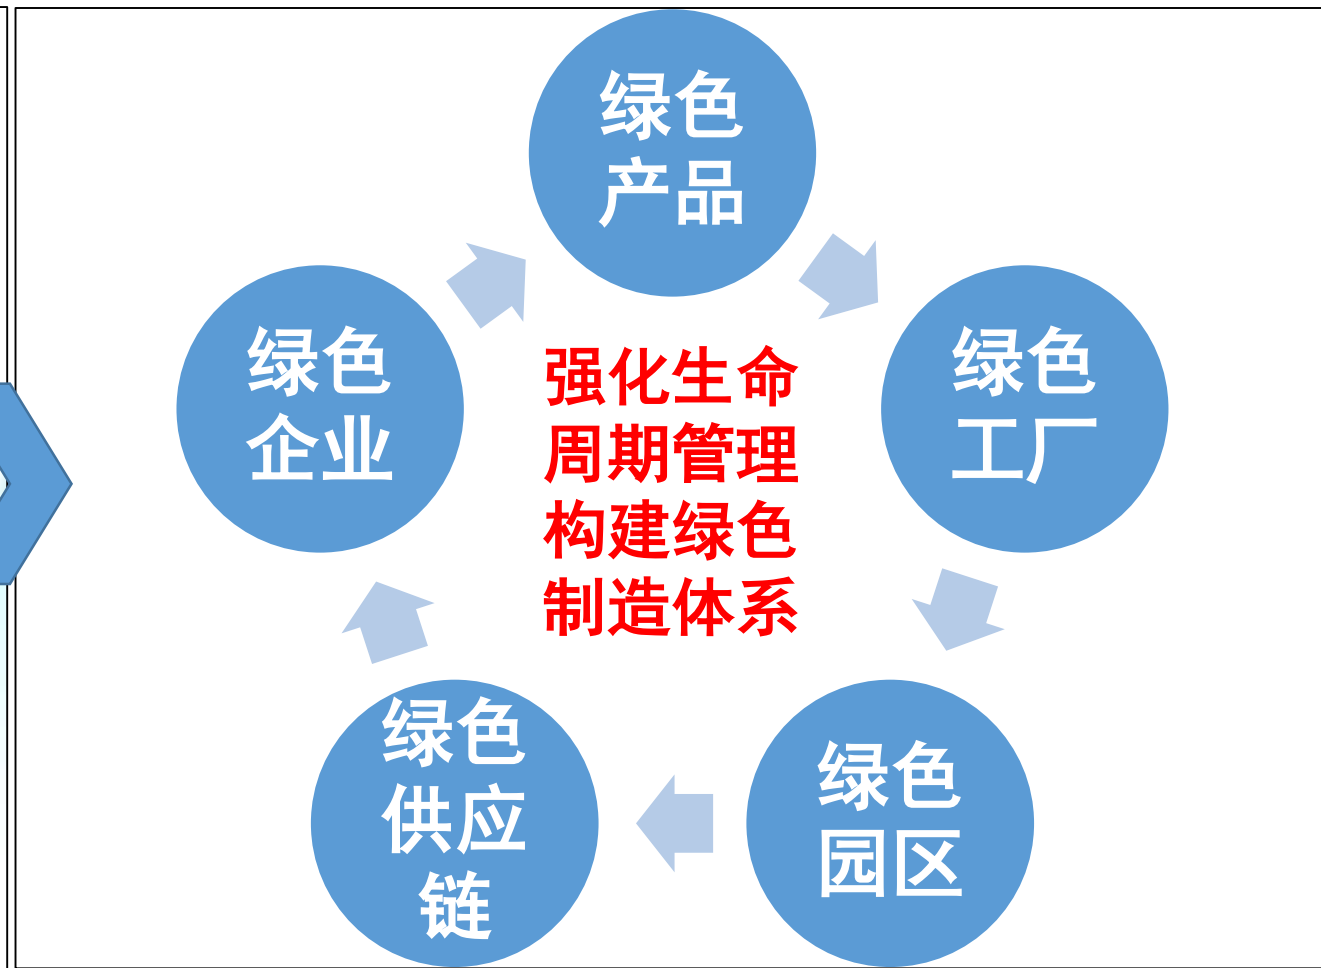 绿色
产品
绿色
企业
强化生命
周期管理
构建绿色
制造体系
绿色
工厂
绿色
供应
链
绿色
园区